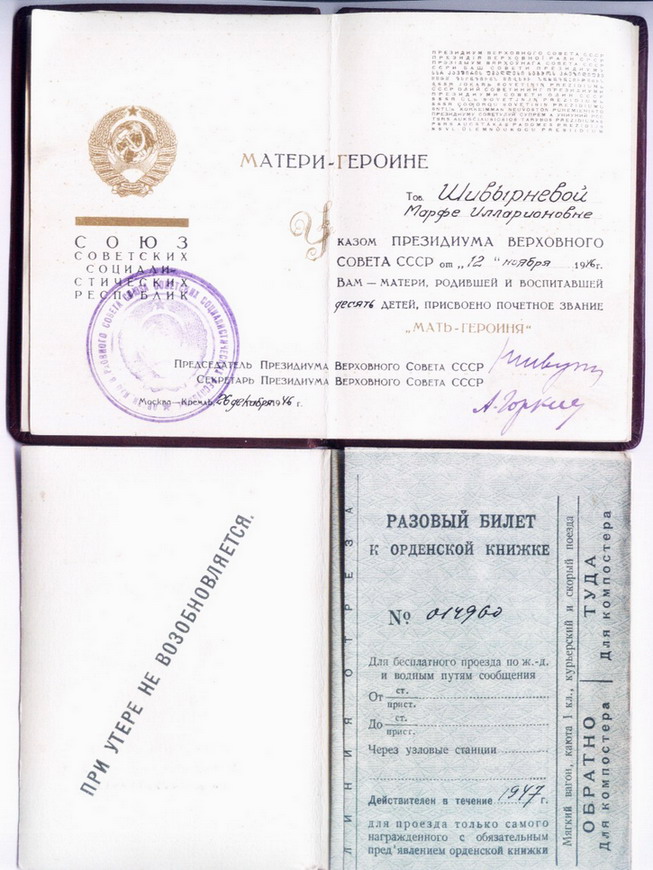 МАТЕРИ-ГЕРОИНЕ
Тов. Шивырневой
Марфе Илларионовне
СОЮЗ
СОВЕТСКИХ
СОЦИАЛИ-
СТИЧЕСКИХ
РЕСПУБЛИК
УКАЗОМ ПРЕЗИДИУМА ВЕРХОВНОГО
СОВЕТА СССР от „12" ноября 1946г.
ВАМ — МАТЕРИ, РОДИВШЕЙ И ВОСПИТАВШЕЙ
десять ДЕТЕЙ, ПРИСВОЕНО ПОЧЕТНОЕ ЗВАНИЕ
„МАТЬ-ГЕРОИНЯ"
ПРЕДСЕДАТЕЛЬ ПРЕЗИДИУМА ВЕРХОВНОГО СОВЕТА СССР
СЕКРЕТАРЬ ПРЕЗИДИУМА ВЕРХОВНОГО СОВЕТА СССР
А. Горкин
Москва — Кремль, 26 декабря 1946 г.
ПРИ УТЕРЕ НЕ ВОЗОБНОВЛЯЕТСЯ.
ЛИНИЯ ОТРЕЗА
РАЗОВЫЙ БИЛЕТ
К ОРДЕНСКОЙ КНИЖКЕ
№ 014960
Для бесплатного проезда по ж.-д.
и водным путям сообщения
От ст.
прист.
До ст.
прист.
Через узловые станции
Действителен в течение 1947 г.
для проезда только самого
награжденного с обязательным
пред'явлением орденской книжки
Мягкий вагон, каюта 1 кл., курьерский и скорый поезда
ОБРАТНО
Для компостера
ТУДА
Для компостера